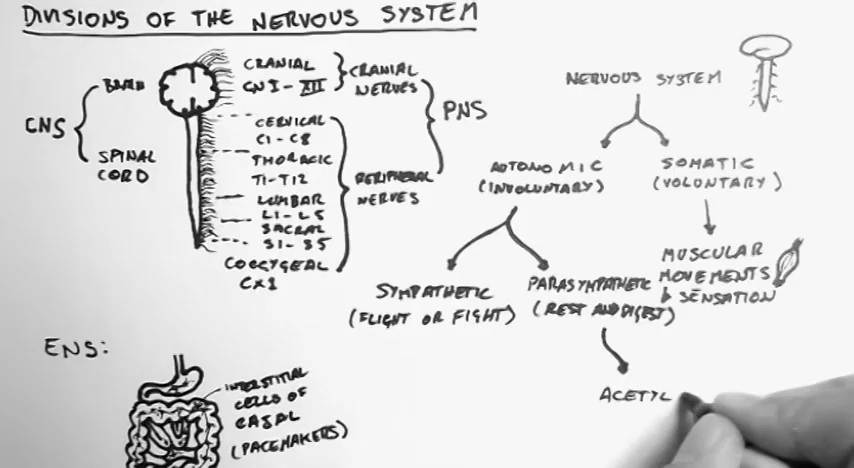 DIVISIONS OF THE NERVOUS SYSTEM
CNS
BRAIN
SPINAL
CORD
CRANIAL
CN I - XII
CRANIAL
NERVES
CERVICAL
C1 - C8
THORACIC
T1 - T12
LUMBAR
L1 - L5
SACRAL
S1 - S5
COCCYGEAL
CX1
PERIPHERAL
NERVES
PNS
NERVOUS SYSTEM
AUTONOMIC
(INVOLUNTARY)
SOMATIC
(VOLUNTARY)
SYMPATHETIC
(FLIGHT OR FIGHT)
PARASYMPATHETIC
(REST AND DIGEST)
MUSCULAR
MOVEMENTS
& SENSATION
ACETYL
ENS:
INTERSTITIAL
CELLS OF
CAJAL
(PACEMAKERS)